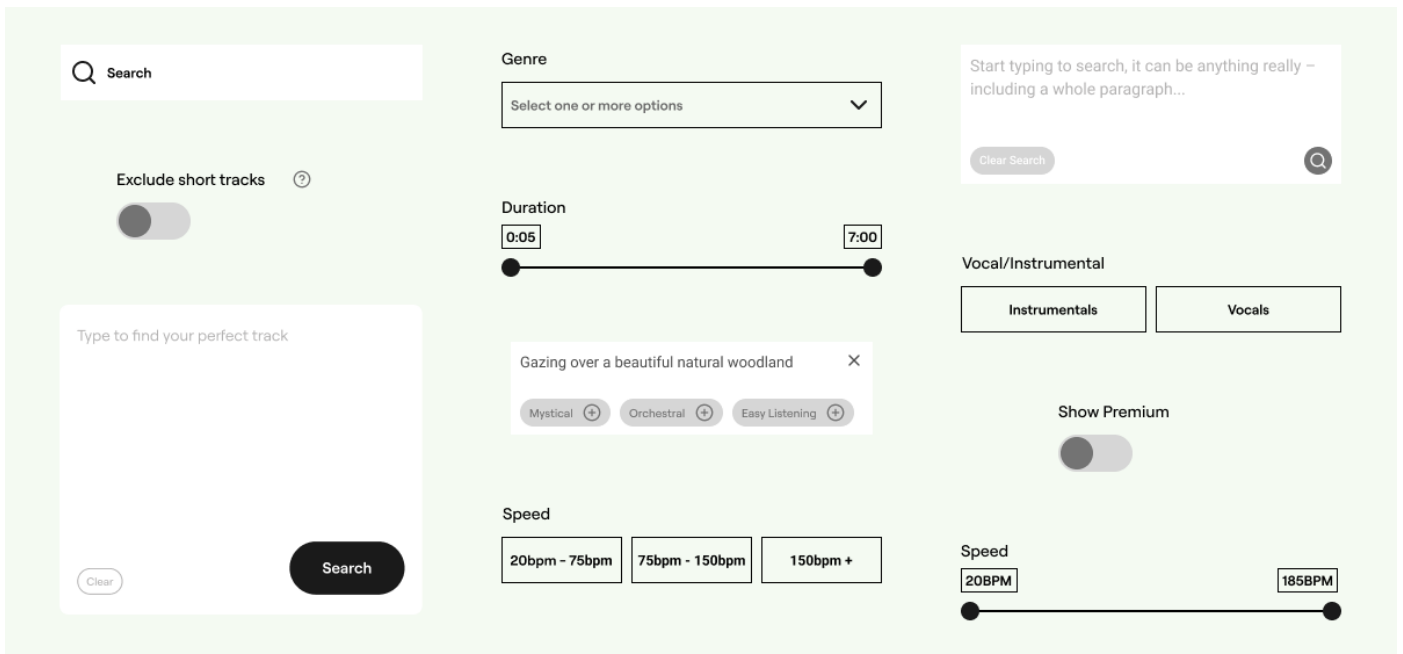 Search
Exclude short tracks ?
Type to find your perfect track
Clear
Search
Genre
Select one or more options
Duration
0:05
7:00
Gazing over a beautiful natural woodland
Mystical
Orchestral
Easy Listening
Speed
20bpm - 75bpm
75bpm - 150bpm
150bpm +
Start typing to search, it can be anything really –
including a whole paragraph...
Clear Search
Vocal/Instrumental
Instrumentals
Vocals
Show Premium
Speed
20BPM
185BPM